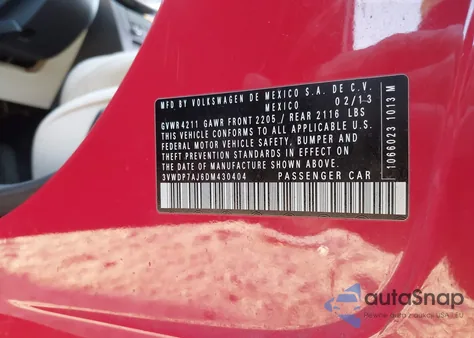 MFD BY VOLKSWAGEN DE MEXICO S.A. DE C.V.
MEXICO 02/13
GVWR4211 GAWR FRONT 2205 / REAR 2116 LBS
THIS VEHICLE CONFORMS TO ALL APPLICABLE U.S.
FEDERAL MOTOR VEHICLE SAFETY, BUMPER AND
THEFT PREVENTION STANDARDS IN EFFECT ON
THE DATE OF MANUFACTURE SHOWN ABOVE
3VWDP7AJ6DM430404 PASSENGER CAR
1066023 1013 M
autoSnap